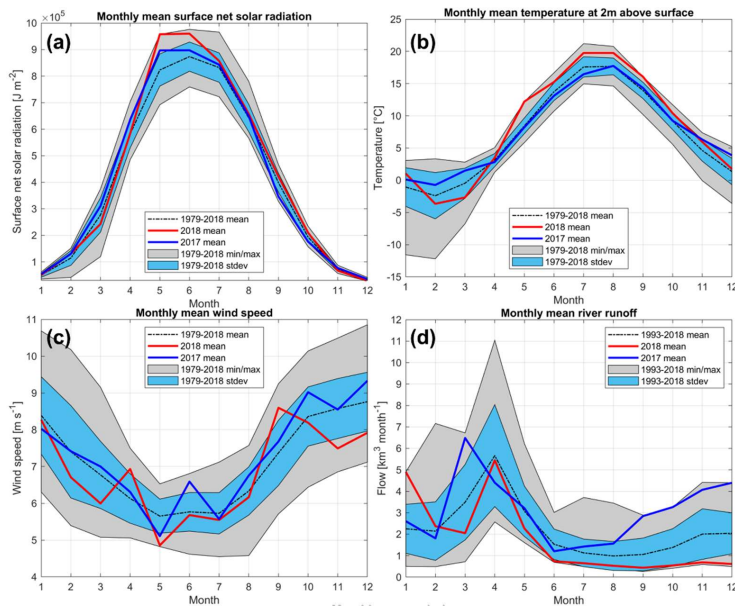 Monthly mean surface net solar radiation
(a)
×10⁵
10
9
8
7
6
5
4
3
2
1
Surface net solar radiation [J m⁻²]
1979-2018 mean
2018 mean
2017 mean
1979-2018 min/max
1979-2018 stdev
1 2 3 4 5 6 7 8 9 10 11 12
Month
Monthly mean temperature at 2m above surface
(b)
25
20
15
10
5
0
-5
-10
-15
Temperature [°C]
1979-2018 mean
2018 mean
2017 mean
1979-2018 min/max
1979-2018 stdev
1 2 3 4 5 6 7 8 9 10 11 12
Month
Monthly mean wind speed
(c)
11
10
9
8
7
6
5
4
Wind speed [m s⁻¹]
1979-2018 mean
2018 mean
2017 mean
1979-2018 min/max
1979-2018 stdev
1 2 3 4 5 6 7 8 9 10 11 12
Month
Monthly mean river runoff
(d)
12
11
10
9
8
7
6
5
4
3
2
1
0
Flow [km³ month⁻¹]
1993-2018 mean
2018 mean
2017 mean
1993-2018 min/max
1993-2018 stdev
1 2 3 4 5 6 7 8 9 10 11 12
Month